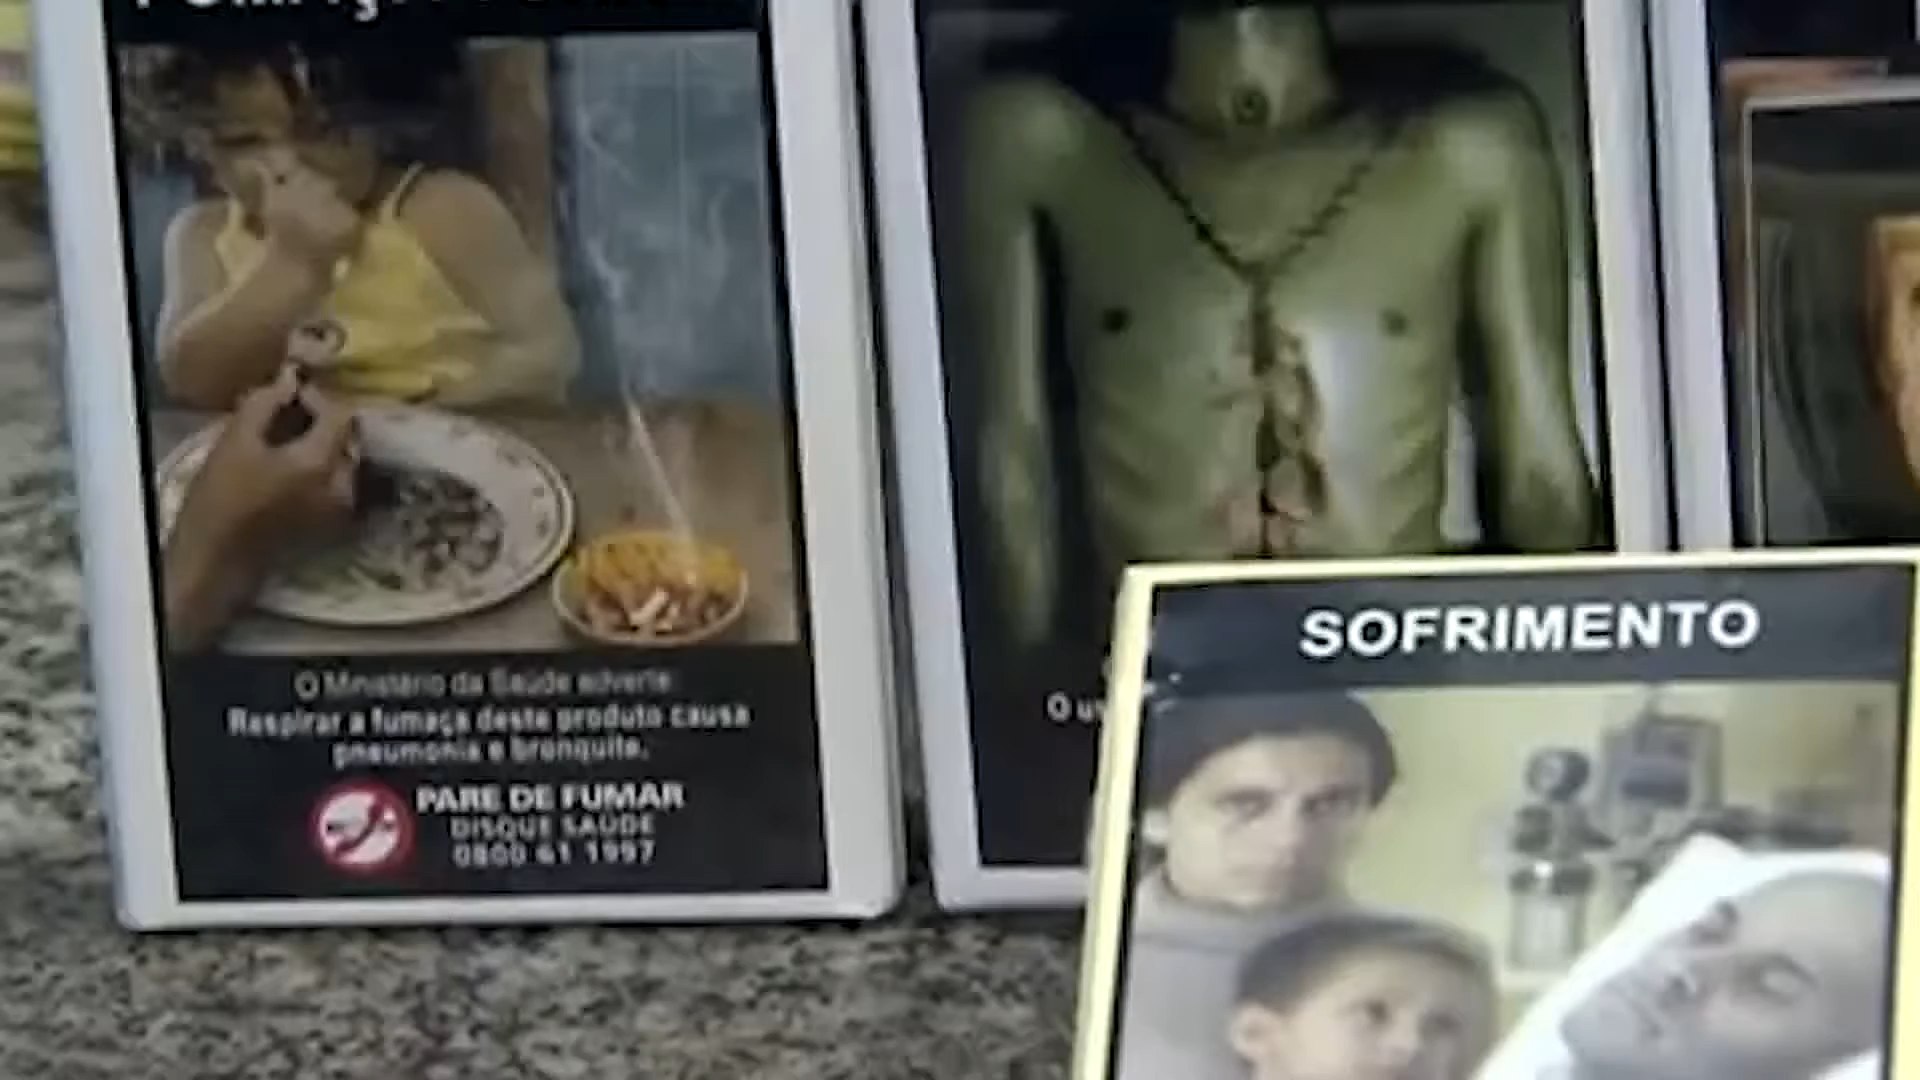 O Ministério da Saúde adverte:
Respirar a fumaça deste produto causa
pneumonia e bronquite.
PARE DE FUMAR
DISQUE SAÚDE
0800 61 1997
O
SOFRIMENTO